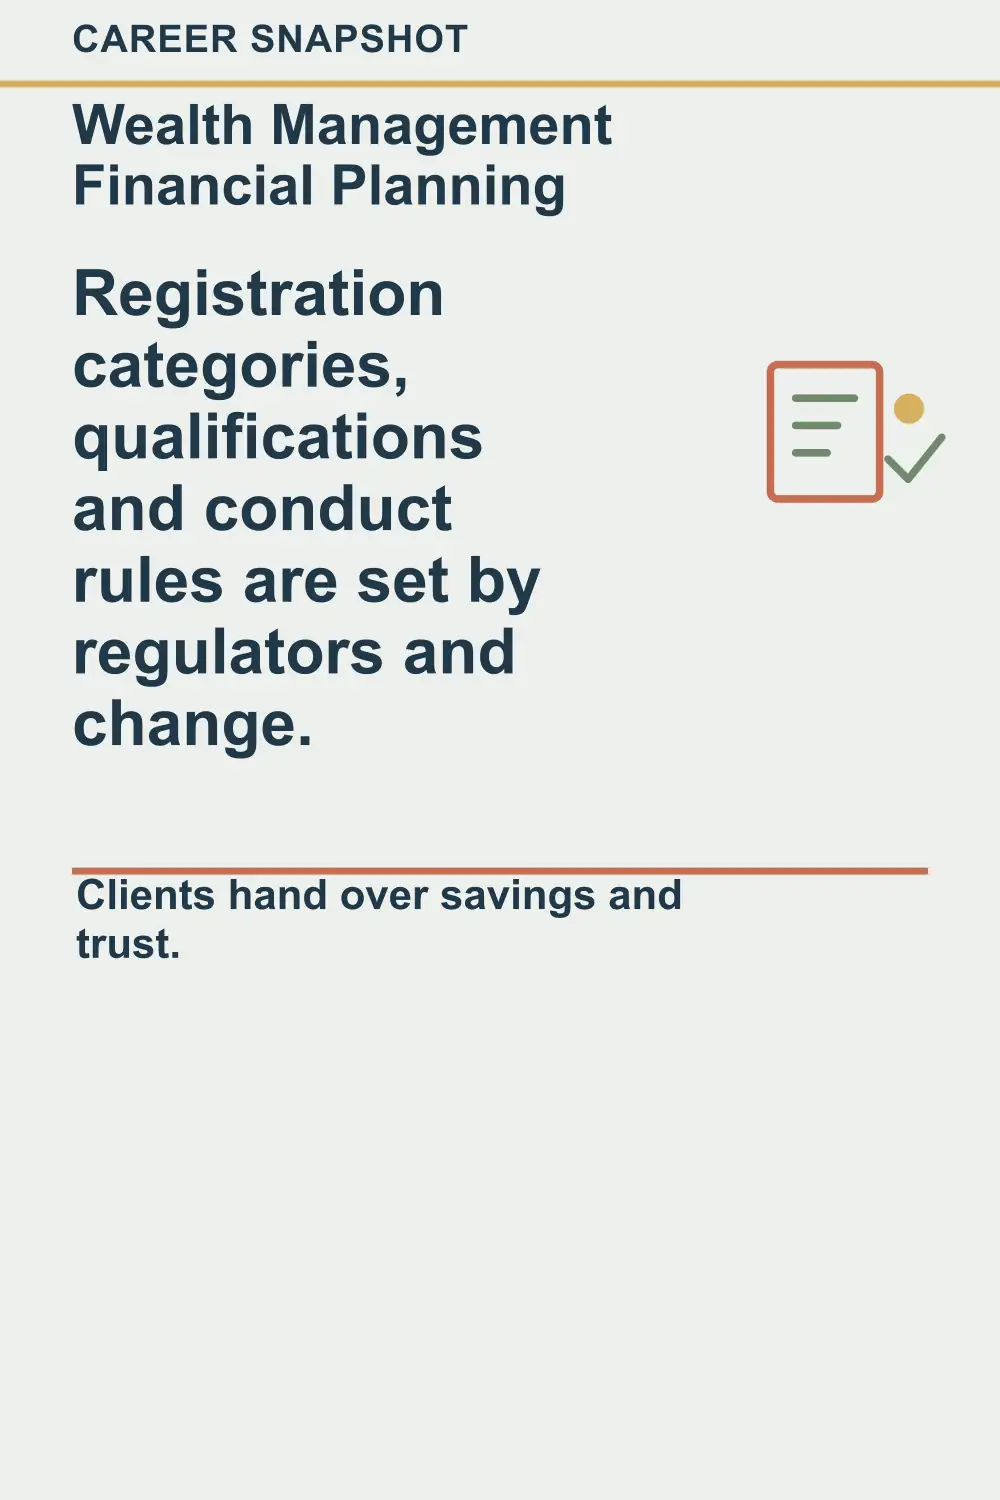 CAREER SNAPSHOT
Wealth Management
Financial Planning
Registration
categories,
qualifications
and conduct
rules are set by
regulators and
change.
Clients hand over savings and
trust.